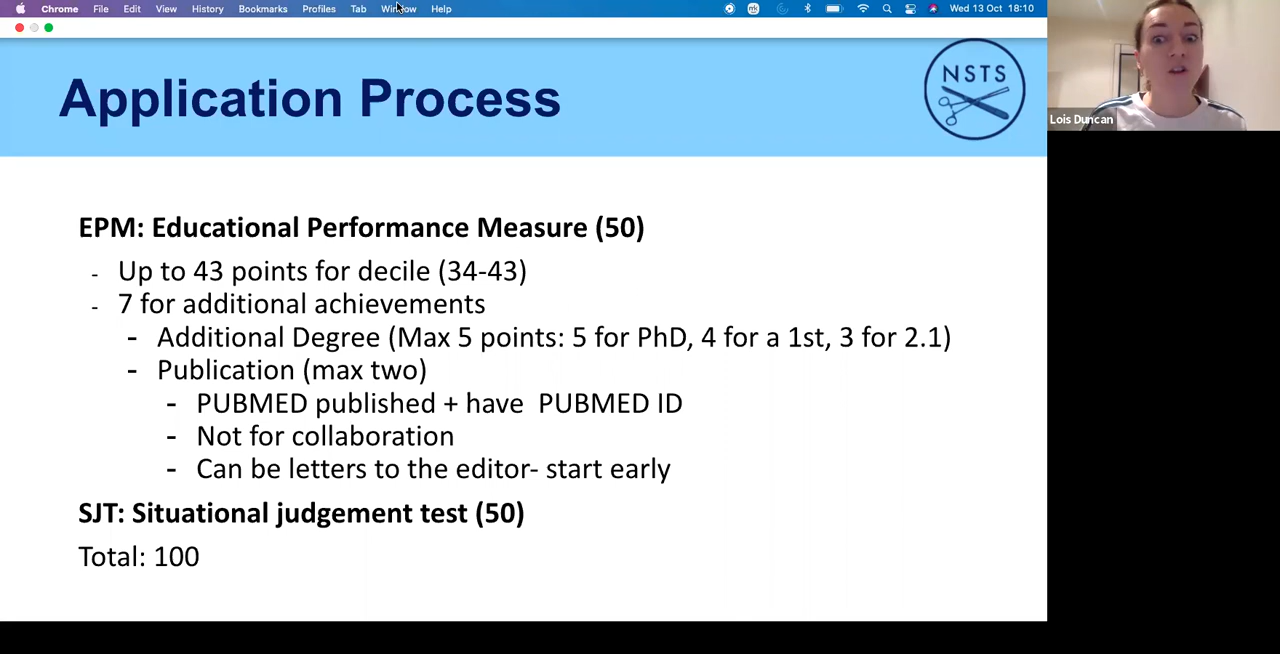 Chrome File Edit View History Bookmarks Profiles Tab Window Help Wed 13 Oct 18:10
Application Process
NSTS
Lois Duncan
EPM: Educational Performance Measure (50)
- Up to 43 points for decile (34-43)
- 7 for additional achievements
- Additional Degree (Max 5 points: 5 for PhD, 4 for a 1st, 3 for 2.1)
- Publication (max two)
- PUBMED published + have PUBMED ID
- Not for collaboration
- Can be letters to the editor- start early
SJT: Situational judgement test (50)
Total: 100